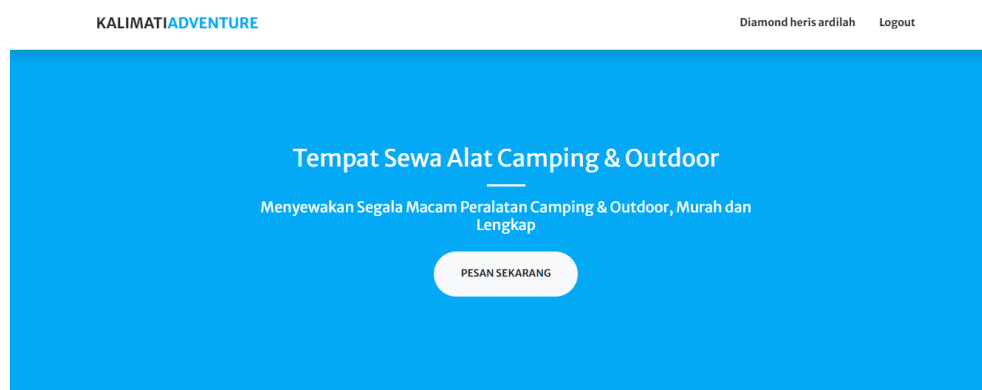 KALIMATIADVENTURE
Diamond heris ardilah
Logout
Tempat Sewa Alat Camping & Outdoor
Menyewakan Segala Macam Peralatan Camping & Outdoor, Murah dan
Lengkap
PESAN SEKARANG